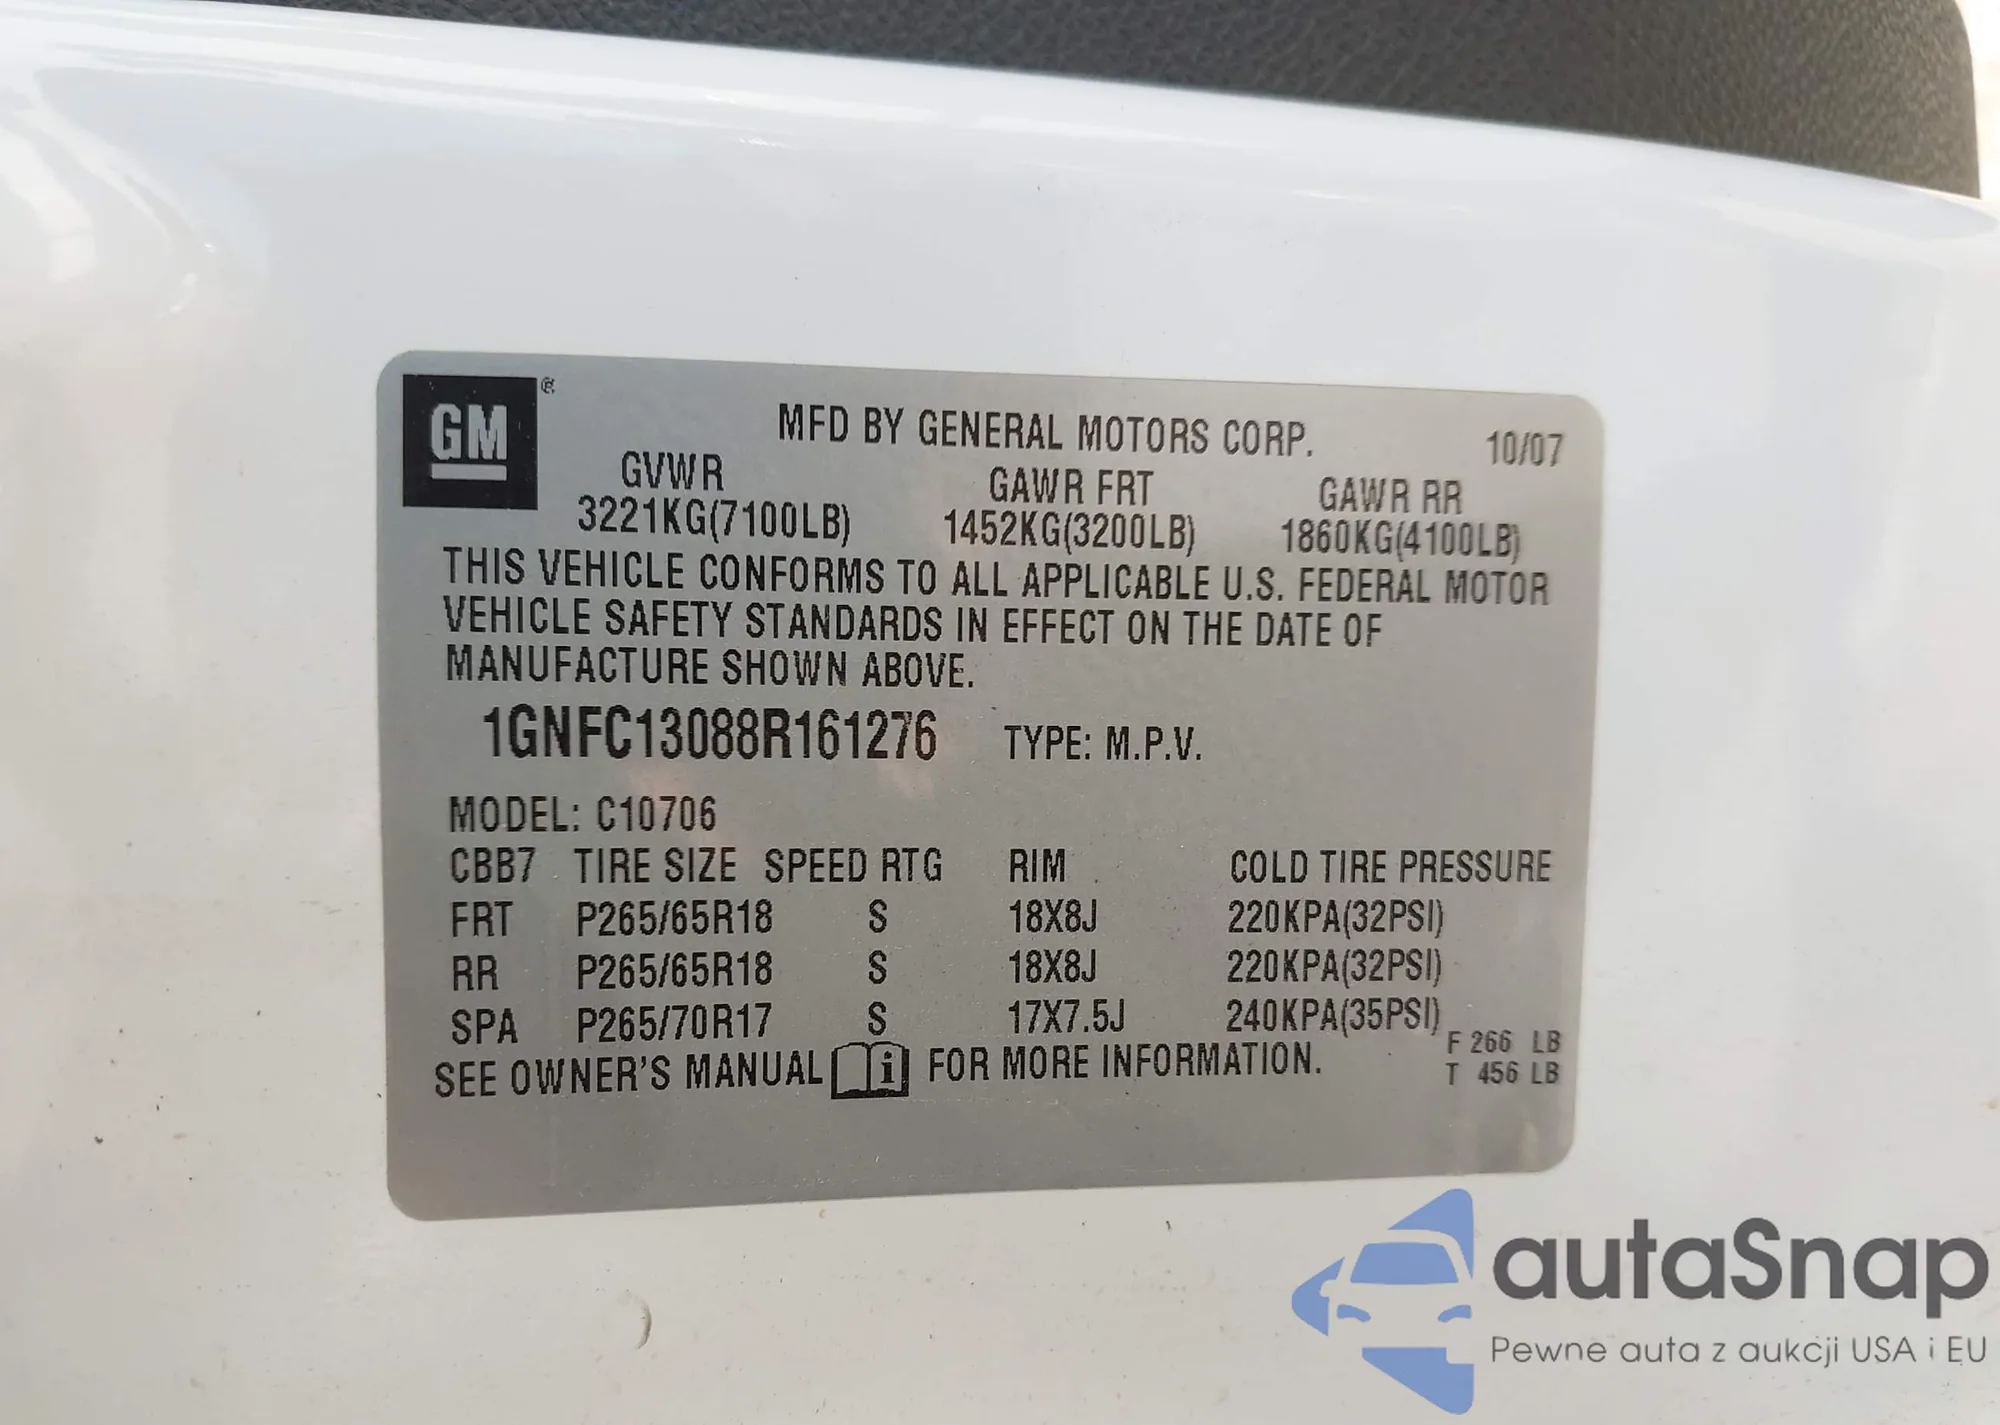 GM ®
MFD BY GENERAL MOTORS CORP. 10/07
GVWR GAWR FRT GAWR RR
3221KG(7100LB) 1452KG(3200LB) 1860KG(4100LB)
THIS VEHICLE CONFORMS TO ALL APPLICABLE U.S. FEDERAL MOTOR
VEHICLE SAFETY STANDARDS IN EFFECT ON THE DATE OF
MANUFACTURE SHOWN ABOVE.
1GNFC13088R161276 TYPE: M.P.V.
MODEL: C10706
CBB7 TIRE SIZE SPEED RTG RIM COLD TIRE PRESSURE
FRT P265/65R18 S 18X8J 220KPA(32PSI)
RR P265/65R18 S 18X8J 220KPA(32PSI)
SPA P265/70R17 S 17X7.5J 240KPA(35PSI)
SEE OWNER'S MANUAL i FOR MORE INFORMATION.
F 266 LB
T 456 LB
autaSnap
Pewne auta z aukcji USA i EU